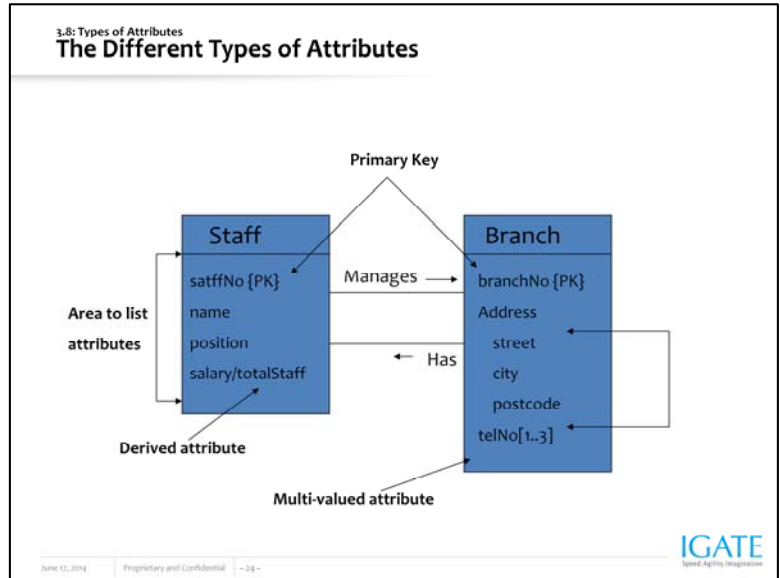 3.8: Types of Attributes
The Different Types of Attributes
Primary Key
Staff
satffNo {PK}
name
position
salary/totalStaff
Manages
Has
Branch
branchNo {PK}
Address
street
city
postcode
telNo[1..3]
Area to list
attributes
Derived attribute
Multi-valued attribute
June 17, 2014
Proprietary and Confidential
- 24 -
IGATE
Speed.Agility.Imagination